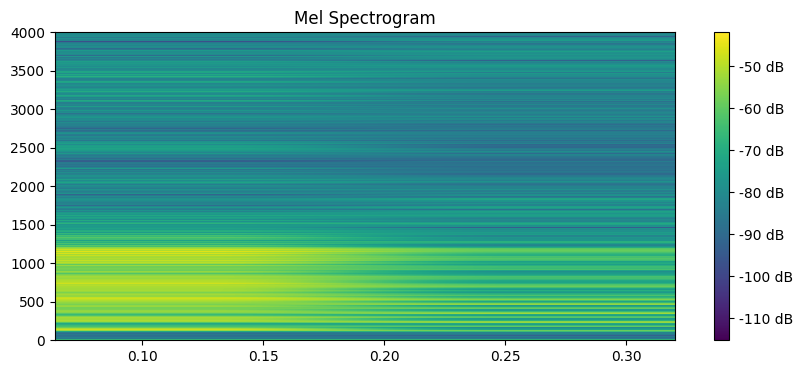 Mel Spectrogram
4000
3500
3000
2500
2000
1500
1000
500
0
0.10 0.15 0.20 0.25 0.30
-50 dB
-60 dB
-70 dB
-80 dB
-90 dB
-100 dB
-110 dB